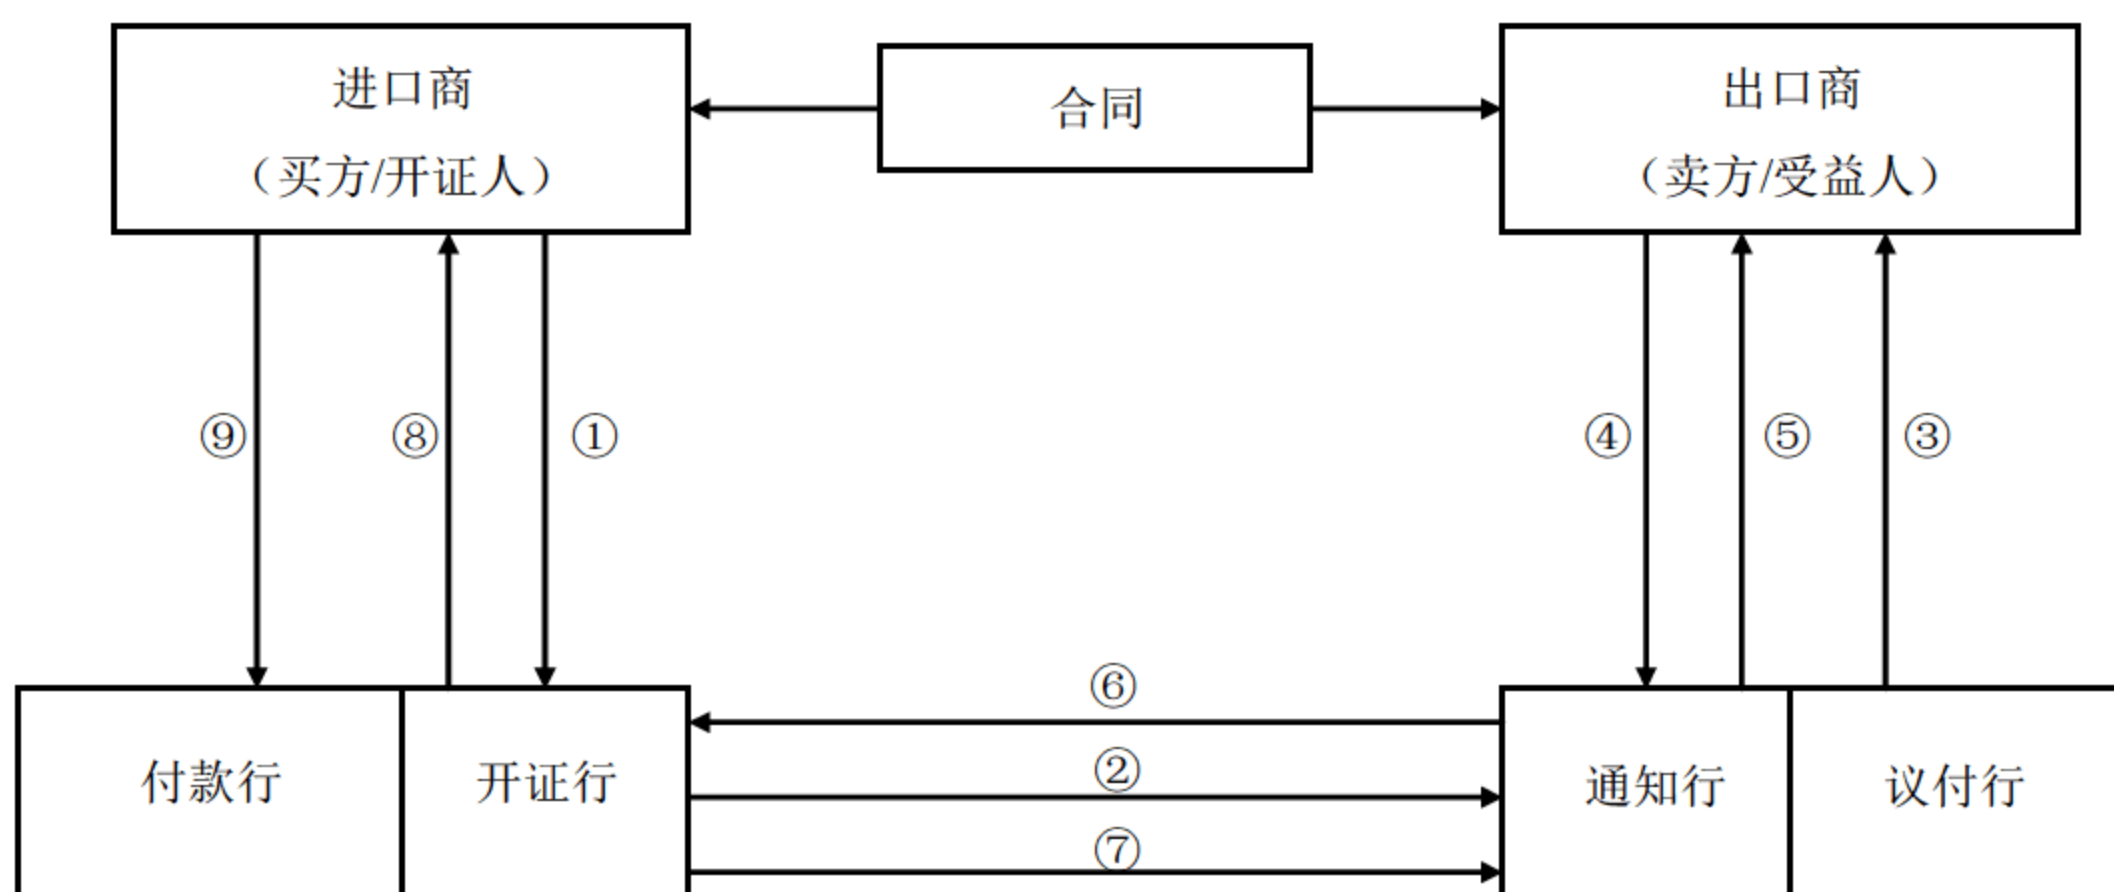 进口商
（买方/开证人）
合同
出口商
（卖方/受益人）
⑨
⑧
①
④
⑤
③
⑥
②
⑦
付款行
开证行
通知行
议付行